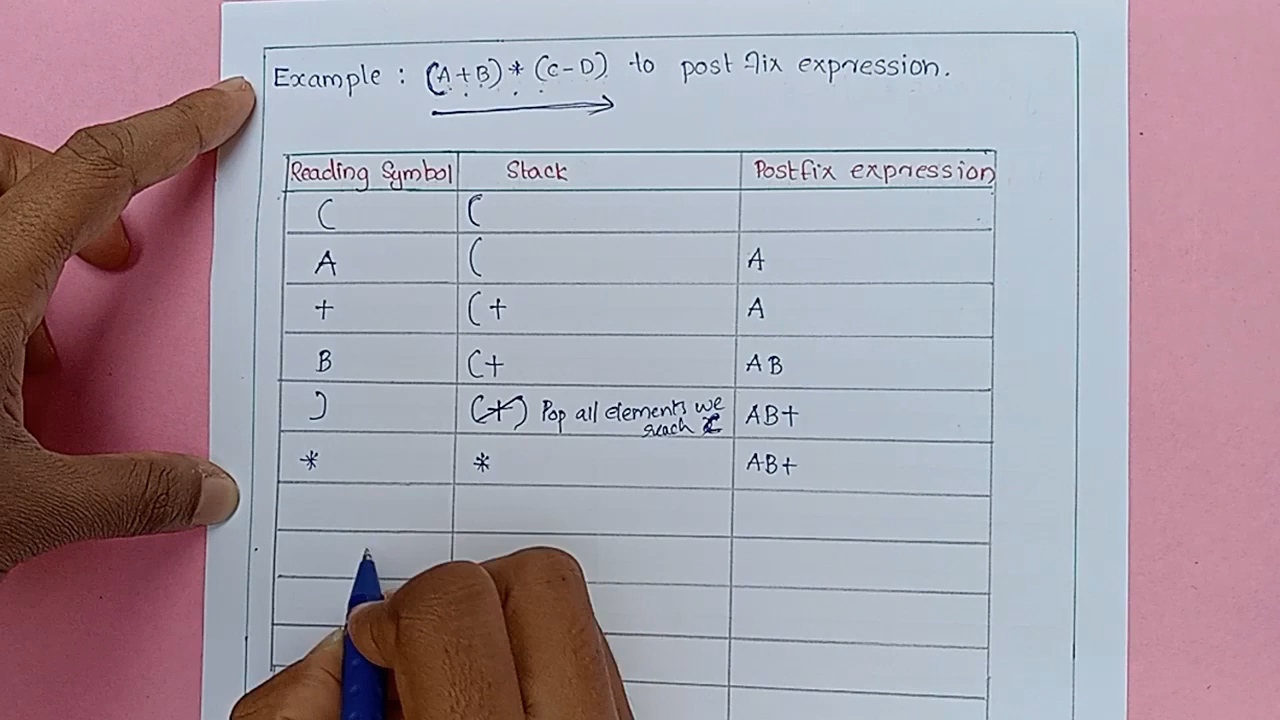 Example : (A+B) * (C-D) to post fix expression.
Reading Symbol Stack Postfix expression
( (
A ( A
+ (+ A
B (+ AB
) (+) Pop all elements we reach ( AB+
* * AB+